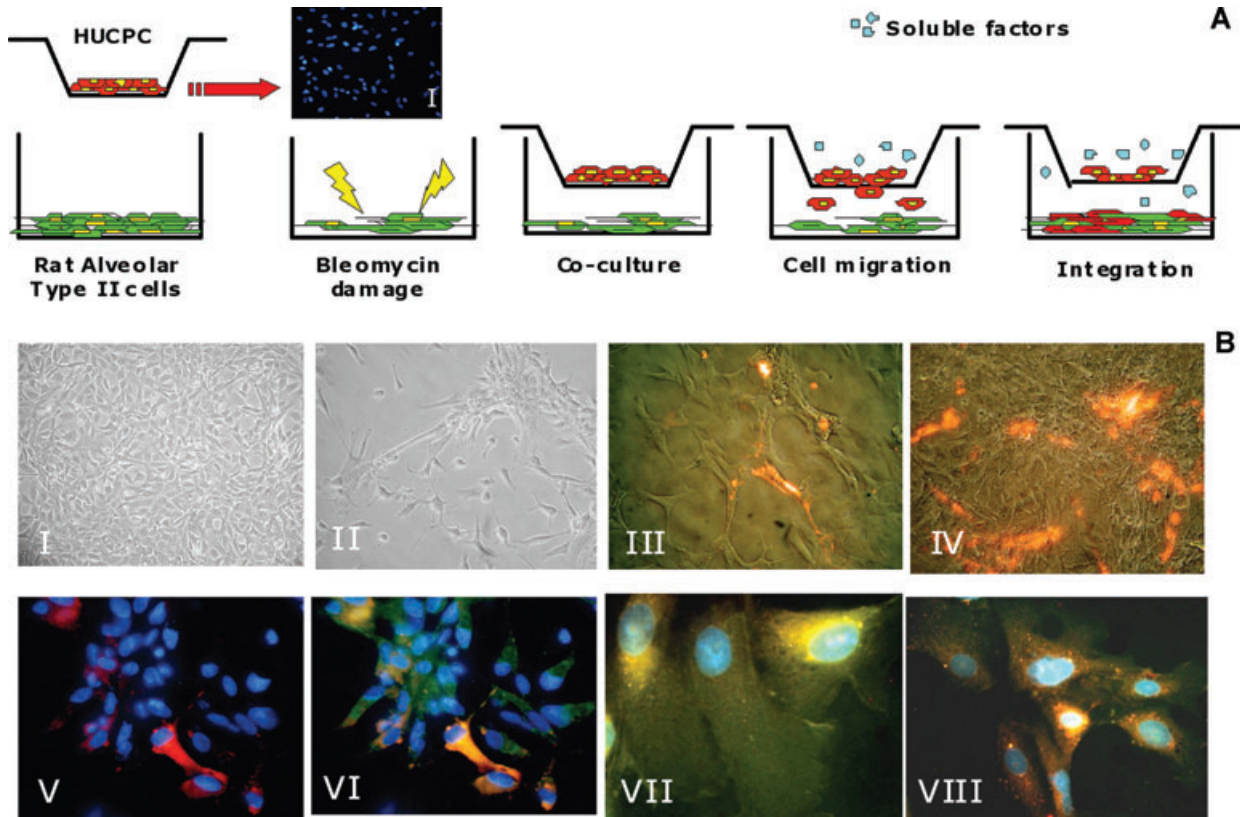 HUCPC
I
Soluble factors
A
Rat Alveolar
Type II cells
Bleomycin
damage
Co-culture
Cell migration
Integration
B
I
II
III
IV
V
VI
VII
VIII